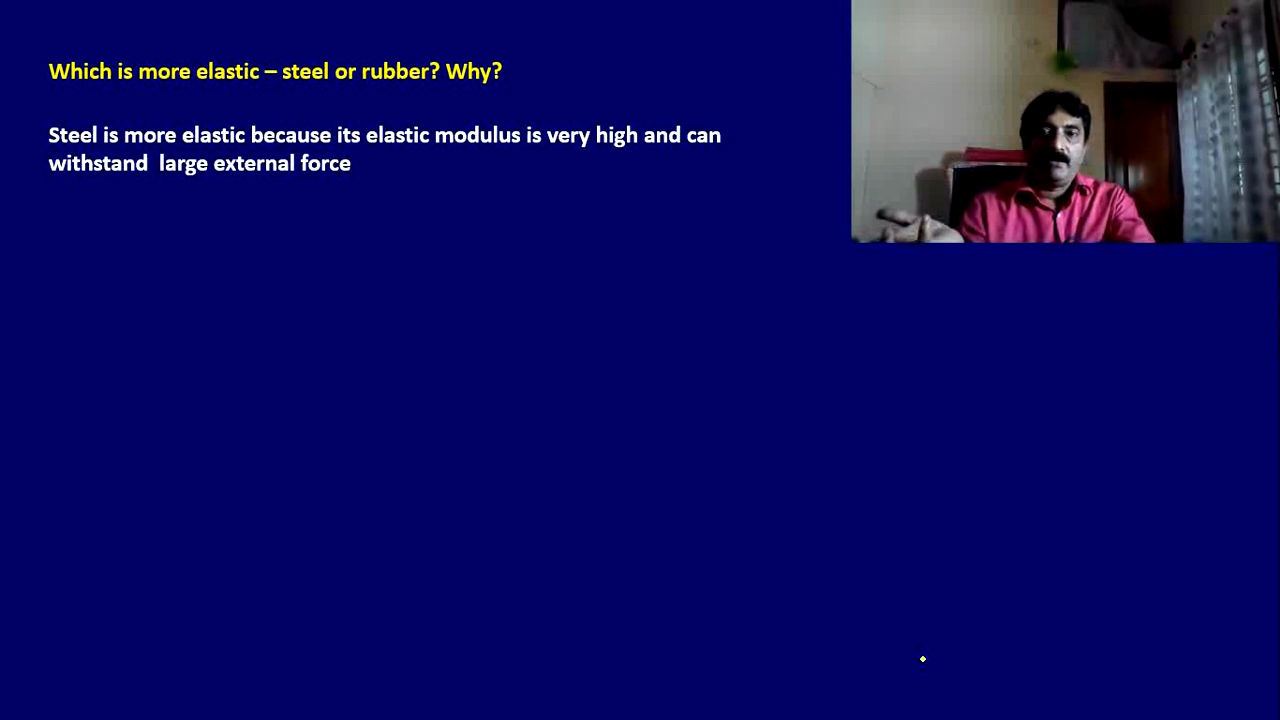 Which is more elastic – steel or rubber? Why?
Steel is more elastic because its elastic modulus is very high and can
withstand  large external force